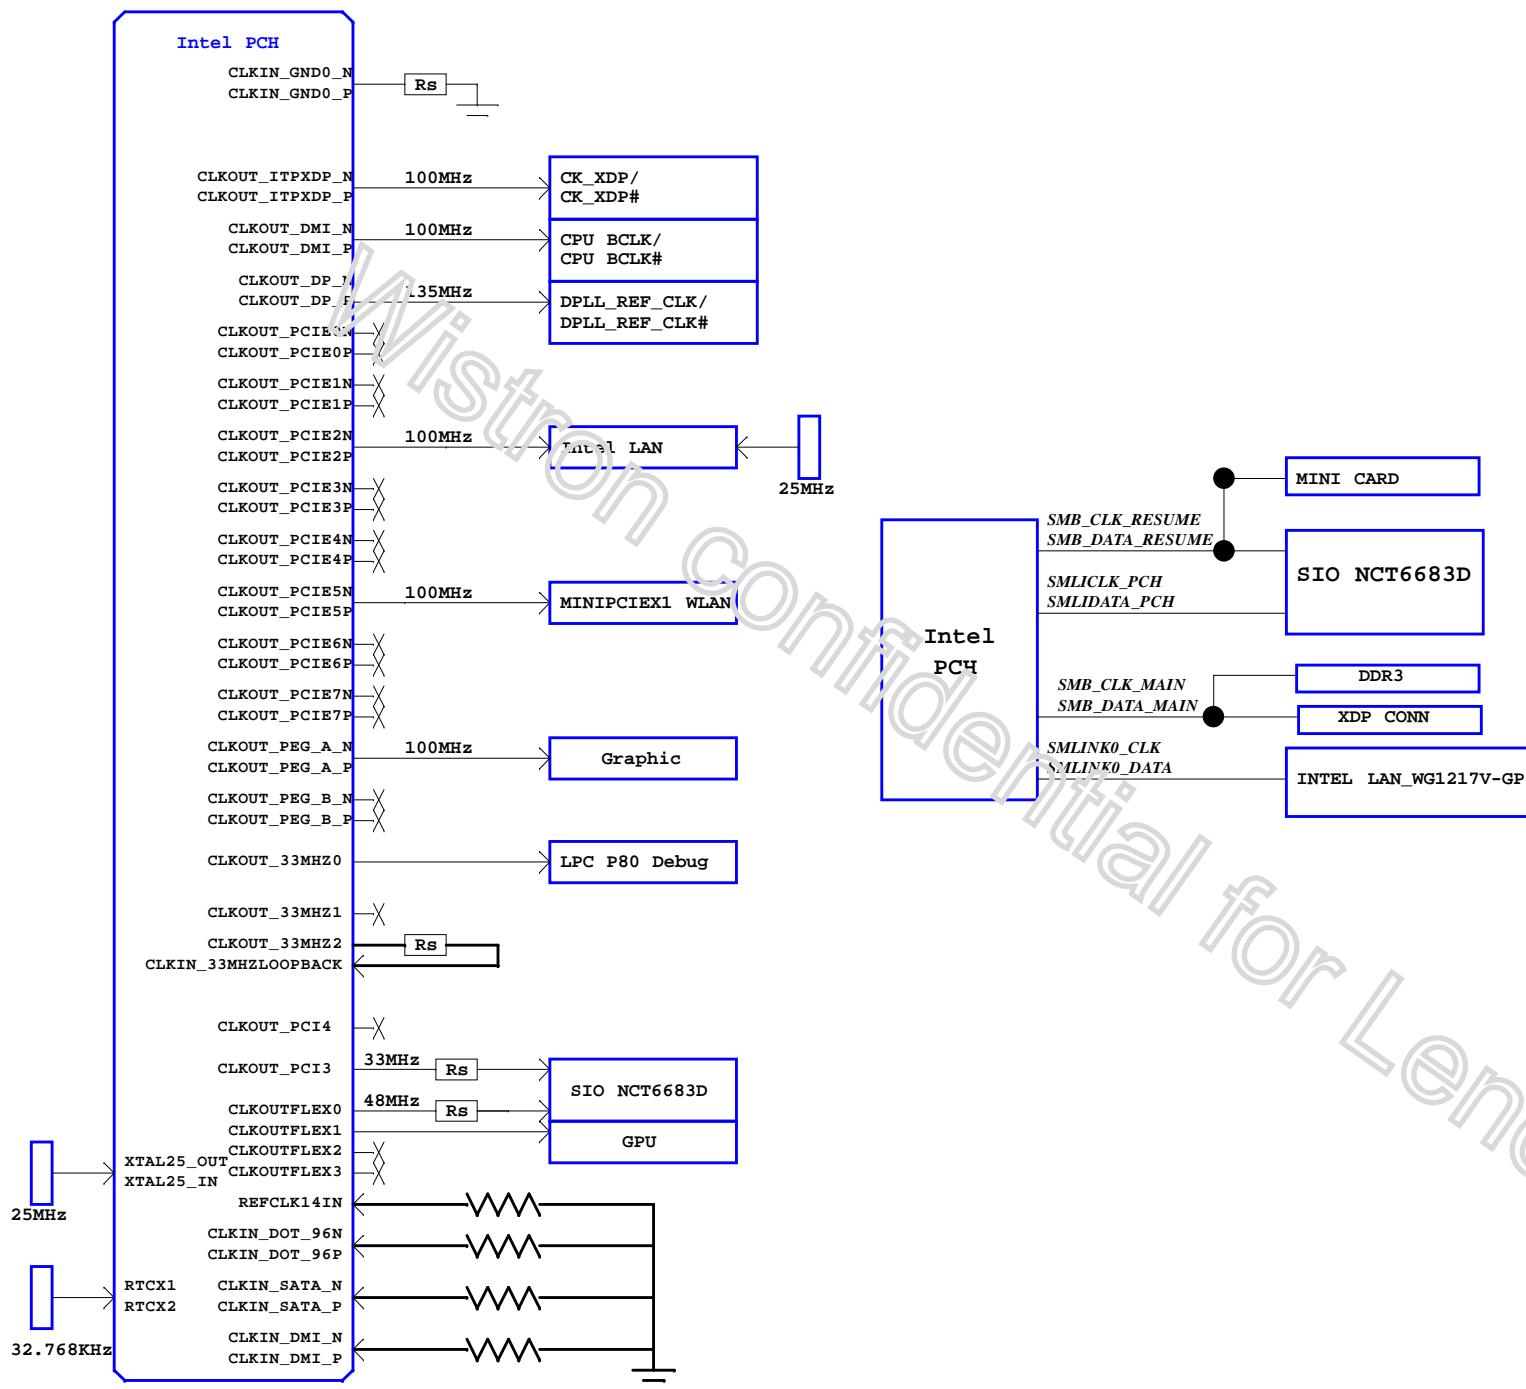 Intel PCH
CLKIN_GND0_N
CLKIN_GND0_P
Rs
CLKOUT_ITPXDP_N
CLKOUT_ITPXDP_P
100MHz
CK_XDP/
CK_XDP#
CLKOUT_DMI_N
CLKOUT_DMI_P
100MHz
CPU BCLK/
CPU BCLK#
CLKOUT_DP_N
CLKOUT_DP_P
135MHz
DPLL_REF_CLK/
DPLL_REF_CLK#
CLKOUT_PCIE0N
CLKOUT_PCIE0P
CLKOUT_PCIE1N
CLKOUT_PCIE1P
CLKOUT_PCIE2N
CLKOUT_PCIE2P
100MHz
Intel LAN
25MHz
CLKOUT_PCIE3N
CLKOUT_PCIE3P
CLKOUT_PCIE4N
CLKOUT_PCIE4P
CLKOUT_PCIE5N
CLKOUT_PCIE5P
100MHz
MINIPCIEX1 WLAN
CLKOUT_PCIE6N
CLKOUT_PCIE6P
CLKOUT_PCIE7N
CLKOUT_PCIE7P
CLKOUT_PEG_A_N
CLKOUT_PEG_A_P
100MHz
Graphic
CLKOUT_PEG_B_N
CLKOUT_PEG_B_P
CLKOUT_33MHZ0
LPC P80 Debug
CLKOUT_33MHZ1
CLKOUT_33MHZ2
Rs
CLKIN_33MHZLOOPBACK
CLKOUT_PCI4
CLKOUT_PCI3
33MHz
Rs
SIO NCT6683D
CLKOUTFLEX0
48MHz
Rs
CLKOUTFLEX1
GPU
CLKOUTFLEX2
CLKOUTFLEX3
XTAL25_OUT
XTAL25_IN
25MHz
REFCLK14IN
CLKIN_DOT_96N
CLKIN_DOT_96P
RTCX1
RTCX2
32.768KHz
CLKIN_SATA_N
CLKIN_SATA_P
CLKIN_DMI_N
CLKIN_DMI_P
Intel
PCH
SMB_CLK_RESUME
SMB_DATA_RESUME
MINI CARD
SMLICLK_PCH
SMLIDATA_PCH
SIO NCT6683D
SMB_CLK_MAIN
SMB_DATA_MAIN
DDR3
XDP CONN
SMLINK0_CLK
SMLINK0_DATA
INTEL LAN_WG1217V-GP
Wistron confidential for